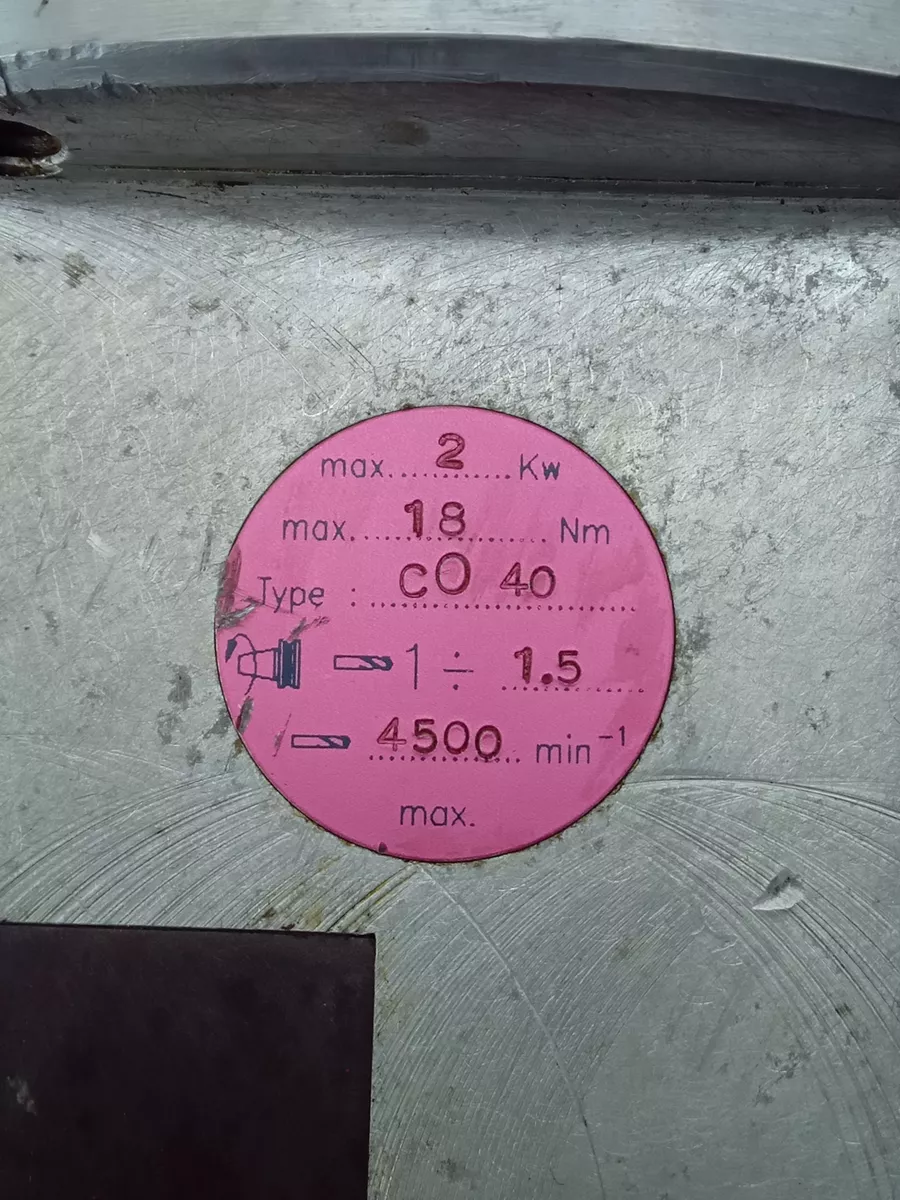 max. 2 Kw
max. 18 Nm
Type : CO 40
1 ÷ 1.5
4500 min⁻¹
max.